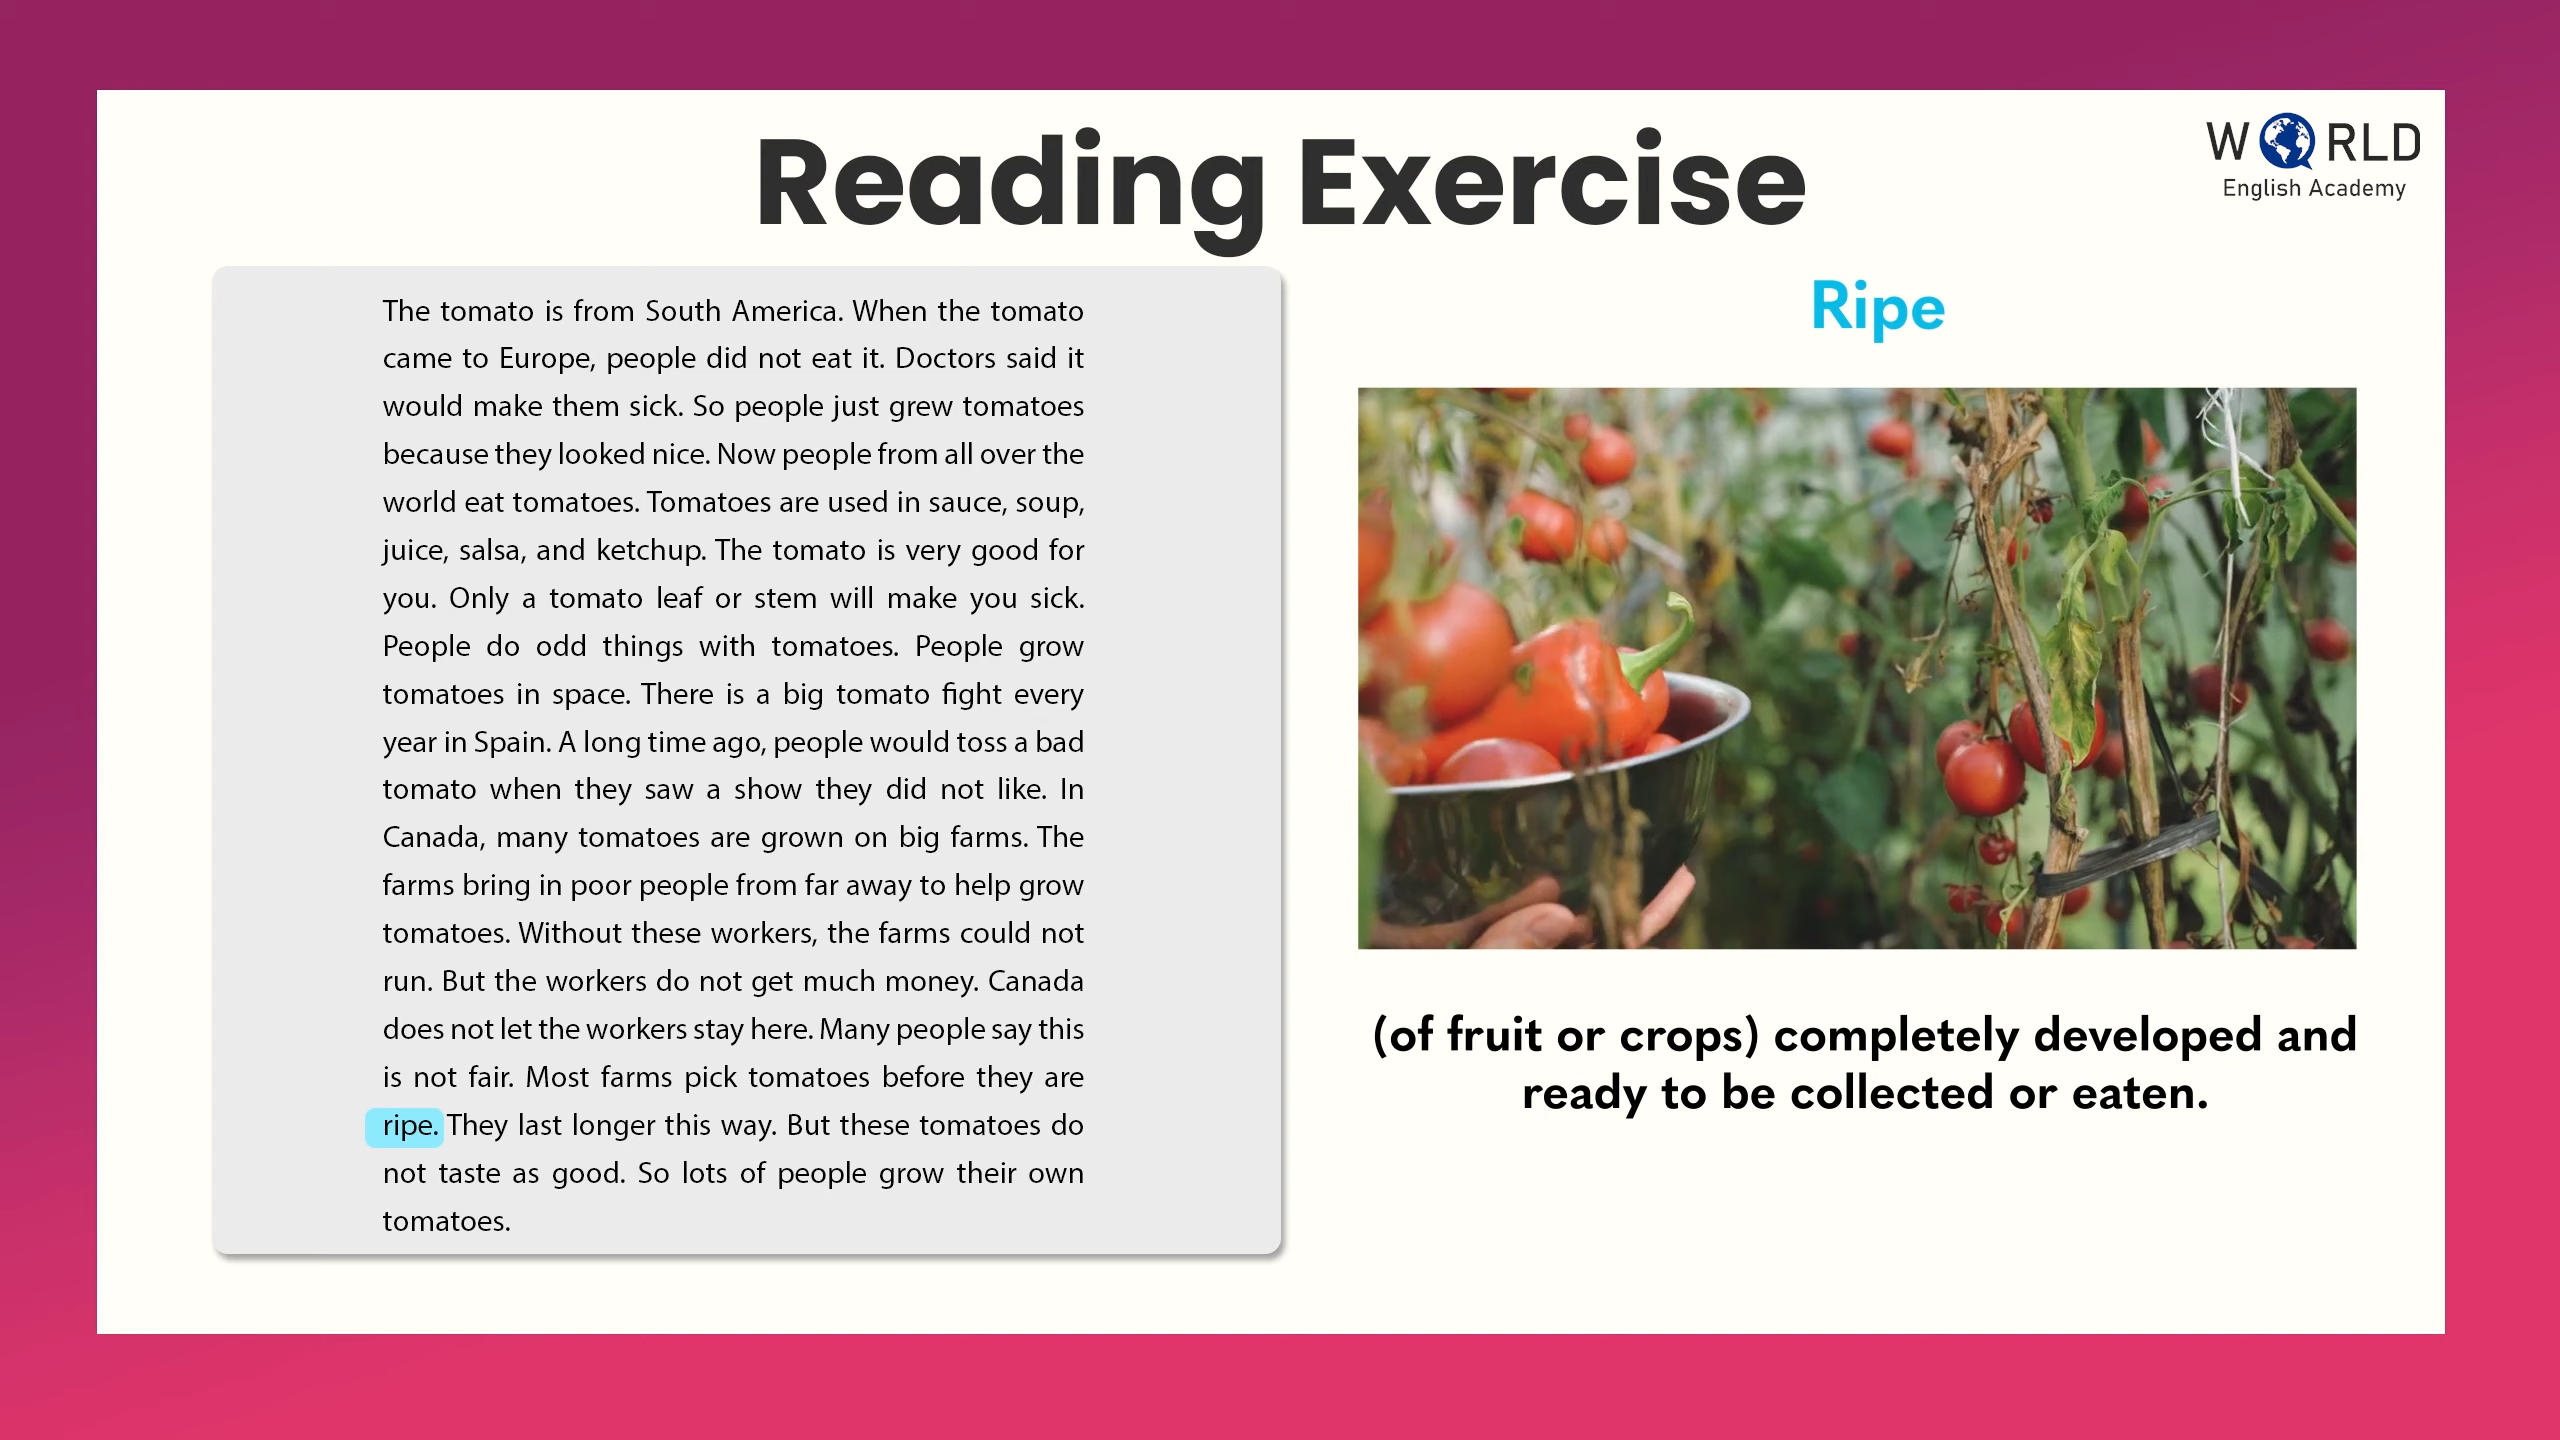 Reading Exercise
W RLD
English Academy
The tomato is from South America. When the tomato
came to Europe, people did not eat it. Doctors said it
would make them sick. So people just grew tomatoes
because they looked nice. Now people from all over the
world eat tomatoes. Tomatoes are used in sauce, soup,
juice, salsa, and ketchup. The tomato is very good for
you. Only a tomato leaf or stem will make you sick.
People do odd things with tomatoes. People grow
tomatoes in space. There is a big tomato fight every
year in Spain. A long time ago, people would toss a bad
tomato when they saw a show they did not like. In
Canada, many tomatoes are grown on big farms. The
farms bring in poor people from far away to help grow
tomatoes. Without these workers, the farms could not
run. But the workers do not get much money. Canada
does not let the workers stay here. Many people say this
is not fair. Most farms pick tomatoes before they are
ripe. They last longer this way. But these tomatoes do
not taste as good. So lots of people grow their own
tomatoes.
Ripe
(of fruit or crops) completely developed and
ready to be collected or eaten.